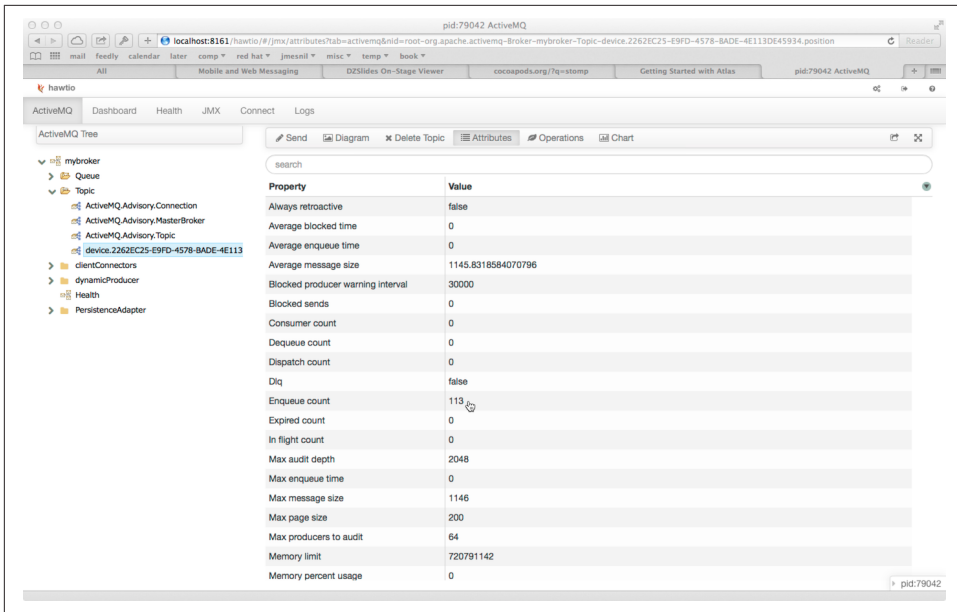 pid:79042 ActiveMQ
localhost:8161/hawtio/#/jmx/attributes?tab=activemq&nid=root-org.apache.activemq-Broker-mybroker-Topic-device.2262EC25-E9FD-4578-BADE-4E113DE45934.position
Reader
mail feedly calendar later comp red hat jmesnil misc temp book
All Mobile and Web Messaging DZSlides On-Stage Viewer cocoapods.org/?q=stomp Getting Started with Atlas pid:79042 ActiveMQ
hawtio
ActiveMQ Dashboard Health JMX Connect Logs
ActiveMQ Tree
mybroker
Queue
Topic
ActiveMQ.Advisory.Connection
ActiveMQ.Advisory.MasterBroker
ActiveMQ.Advisory.Topic
device.2262EC25-E9FD-4578-BADE-4E113
clientConnectors
dynamicProducer
Health
PersistenceAdapter
Send Diagram Delete Topic Attributes Operations Chart
search
Property Value
Always retroactive false
Average blocked time 0
Average enqueue time 0
Average message size 1145.8318584070796
Blocked producer warning interval 30000
Blocked sends 0
Consumer count 0
Dequeue count 0
Dispatch count 0
Dlq false
Enqueue count 113
Expired count 0
In flight count 0
Max audit depth 2048
Max enqueue time 0
Max message size 1146
Max page size 200
Max producers to audit 64
Memory limit 720791142
Memory percent usage 0
pid:79042